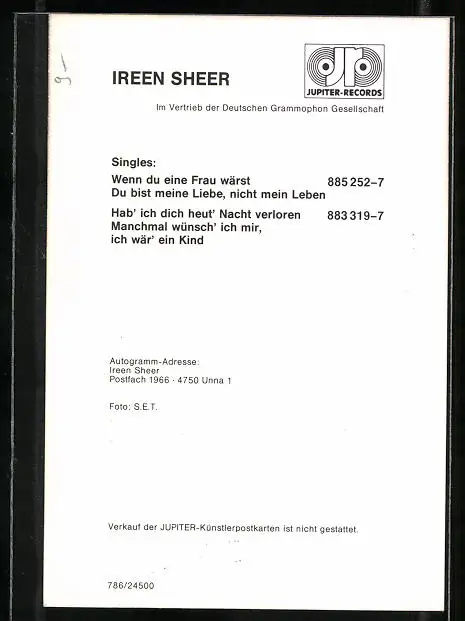 IREEN SHEER
JUPITER-RECORDS
Im Vertrieb der Deutschen Grammophon Gesellschaft
Singles:
Wenn du eine Frau wärst 885 252-7
Du bist meine Liebe, nicht mein Leben
Hab' ich dich heut' Nacht verloren 883 319-7
Manchmal wünsch' ich mir,
ich wär' ein Kind
Autogramm-Adresse:
Ireen Sheer
Postfach 1966 · 4750 Unna 1
Foto: S.E.T.
Verkauf der JUPITER-Künstlerpostkarten ist nicht gestattet.
786/24500